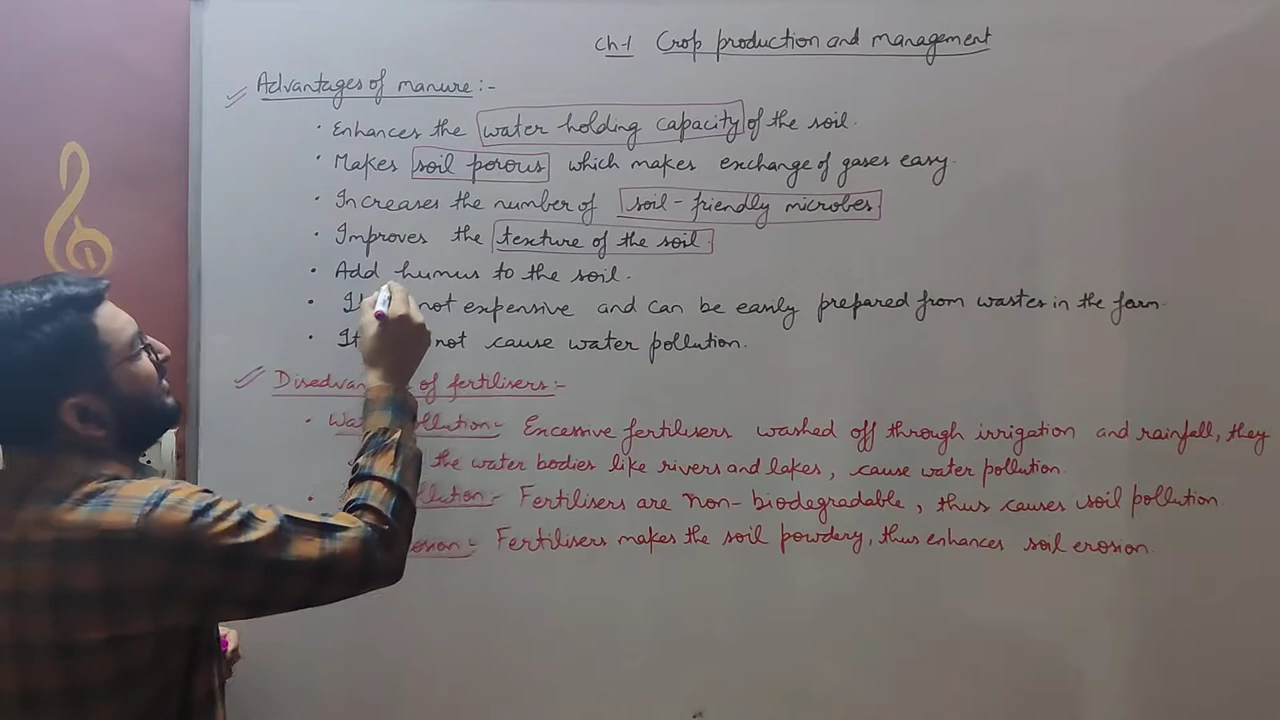 Ch-1 Crop production and management
Advantages of manure :-
· Enhances the water holding capacity of the soil.
· Makes soil porous which makes exchange of gases easy.
· Increases the number of soil-friendly microbes.
· Improves the texture of the soil.
· Add humus to the soil.
· It not expensive and can be easily prepared from wastes in the farm.
· It not cause water pollution.
of fertilisers :-
· Excessive fertilisers washed off through irrigation and rainfall, they
the water bodies like rivers and lakes, cause water pollution.
· Fertilisers are non-biodegradable, thus causes soil pollution.
Fertilisers makes the soil powdery, thus enhances soil erosion.